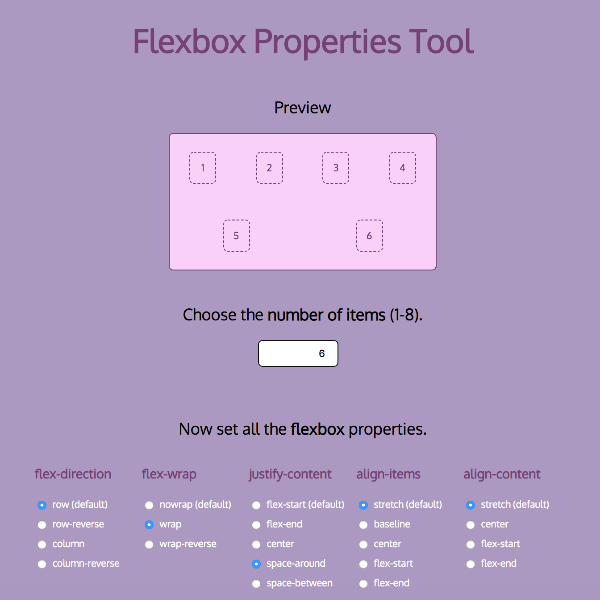 Flexbox Properties Tool
Preview
1 2 3 4
5 6
Choose the number of items (1-8).
6
Now set all the flexbox properties.
flex-direction flex-wrap justify-content align-items align-content
row (default) nowrap (default) flex-start (default) stretch (default) stretch (default)
row-reverse wrap flex-end baseline center
column wrap-reverse center center flex-start
column-reverse space-around flex-start flex-end
space-between flex-end